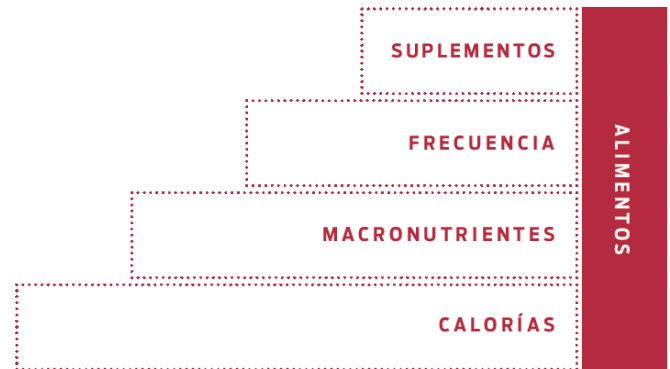 SUPLEMENTOS
FRECUENCIA
MACRONUTRIENTES
CALORÍAS
ALIMENTOS